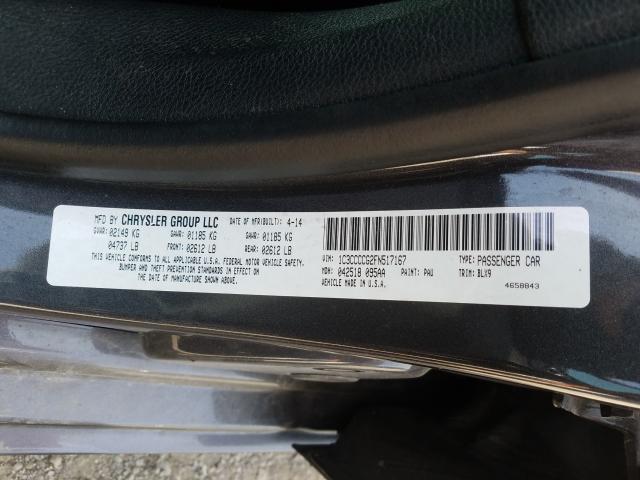 MFD BY CHRYSLER GROUP LLC DATE OF MFR(BUILT): 4-14
GVWR: 02149 KG GAWR: 01185 KG GAWR: 01185 KG
04737 LB FRONT: 02612 LB REAR: 02612 LB
THIS VEHICLE CONFORMS TO ALL APPLICABLE U.S.A. FEDERAL MOTOR VEHICLE SAFETY,
BUMPER AND THEFT PREVENTION STANDARDS IN EFFECT ON
THE DATE OF MANUFACTURE SHOWN ABOVE.
VIN: 1C3CCCCG2FN517167 TYPE: PASSENGER CAR
MDH: 042518 095AA PAINT: PAU TRIM: BLX9
VEHICLE MADE IN U.S.A. 4658843